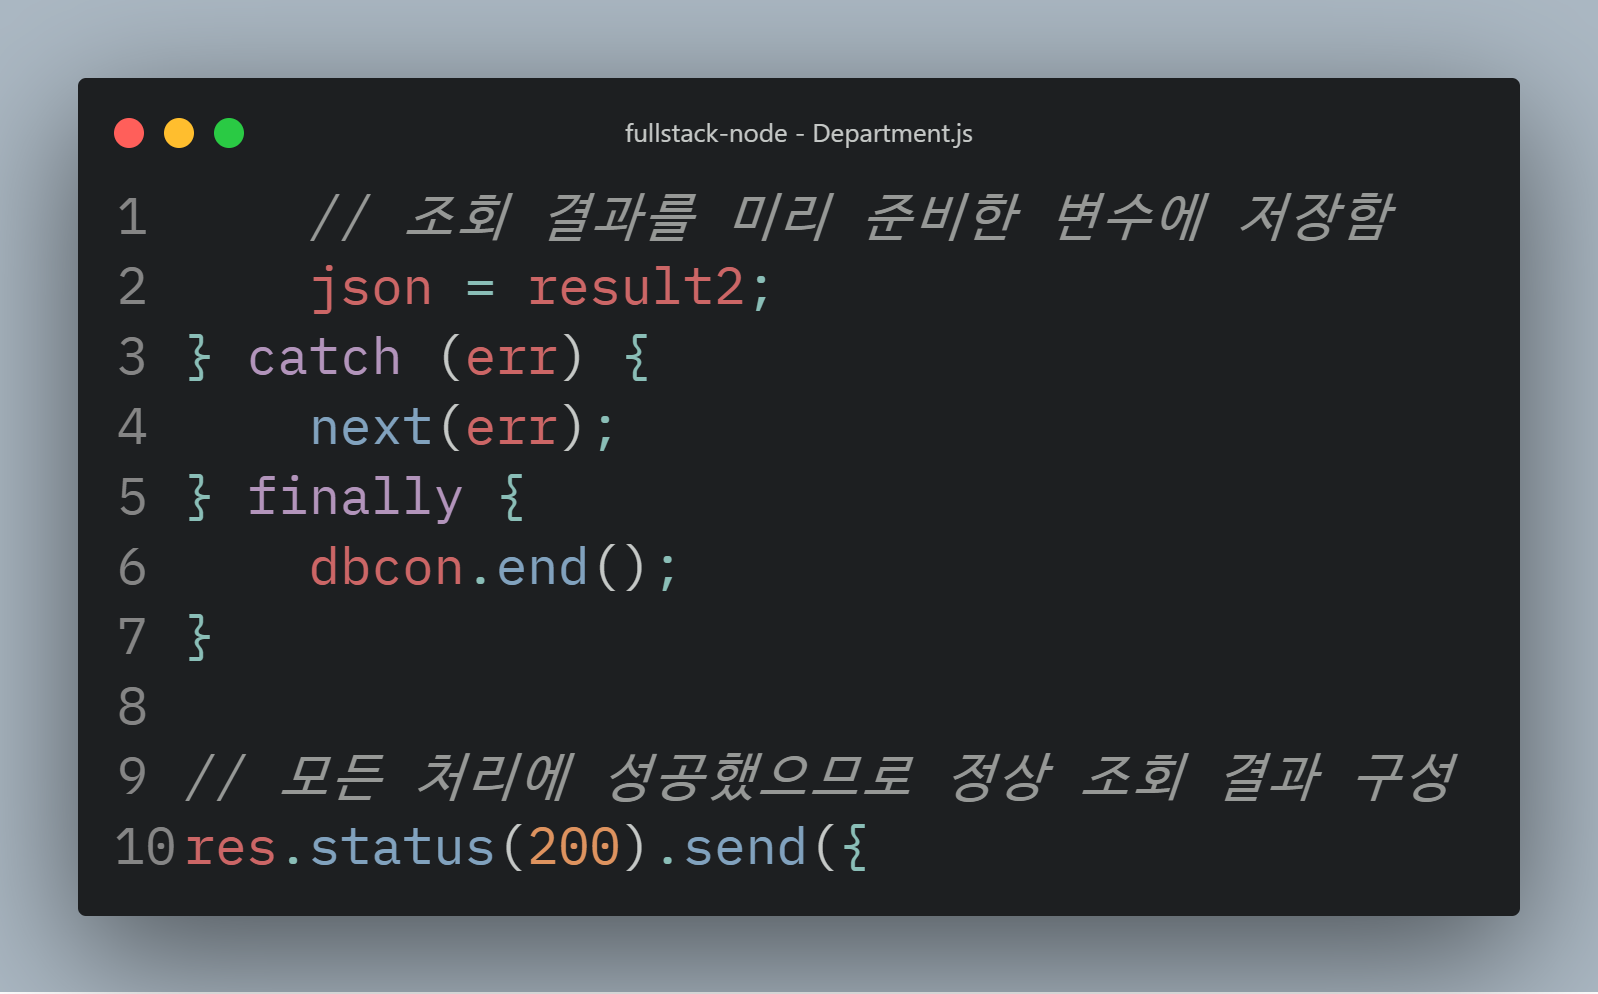 fullstack-node - Department.js
1 // 조회 결과를 미리 준비한 변수에 저장함
2 json = result2;
3 } catch (err) {
4 next(err);
5 } finally {
6 dbcon.end();
7 }
8
9 // 모든 처리에 성공했으므로 정상 조회 결과 구성
10 res.status(200).send({